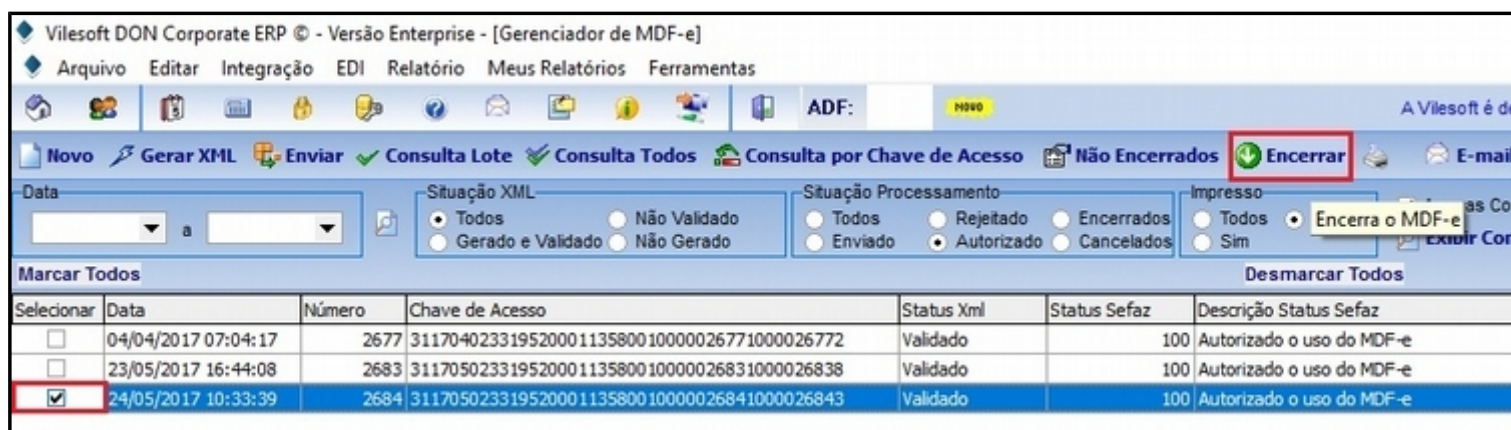 Vilesoft DON Corporate ERP © - Versão Enterprise - [Gerenciador de MDF-e]
Arquivo Editar Integração EDI Relatório Meus Relatórios Ferramentas
ADF: NOVO A Vilesoft é de
Novo Gerar XML Enviar Consulta Lote Consulta Todos Consulta por Chave de Acesso Não Encerrados Encerrar E-mail
Data Situação XML Situação Processamento Impresso
Todos Não Validado Todos Rejeitado Encerrados Todos as Co
a Gerado e Validado Não Gerado Enviado Autorizado Cancelados Sim Exibir Cor
Encerra o MDF-e
Marcar Todos Desmarcar Todos
Selecionar Data Número Chave de Acesso Status Xml Status Sefaz Descrição Status Sefaz
04/04/2017 07:04:17 2677 31170402331952000113580010000026771000026772 Validado 100 Autorizado o uso do MDF-e
23/05/2017 16:44:08 2683 31170502331952000113580010000026831000026838 Validado 100 Autorizado o uso do MDF-e
24/05/2017 10:33:39 2684 31170502331952000113580010000026841000026843 Validado 100 Autorizado o uso do MDF-e